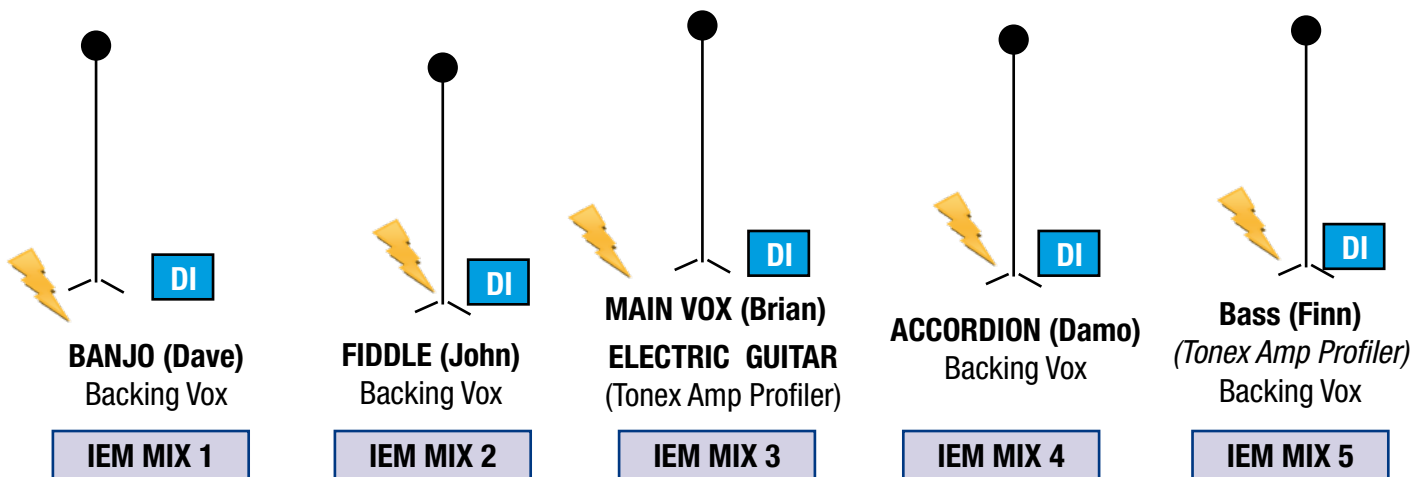 DI
BANJO (Dave)
Backing Vox
IEM MIX 1
DI
FIDDLE (John)
Backing Vox
IEM MIX 2
DI
MAIN VOX (Brian)
ELECTRIC GUITAR
(Tonex Amp Profiler)
IEM MIX 3
DI
ACCORDION (Damo)
Backing Vox
IEM MIX 4
DI
Bass (Finn)
(Tonex Amp Profiler)
Backing Vox
IEM MIX 5